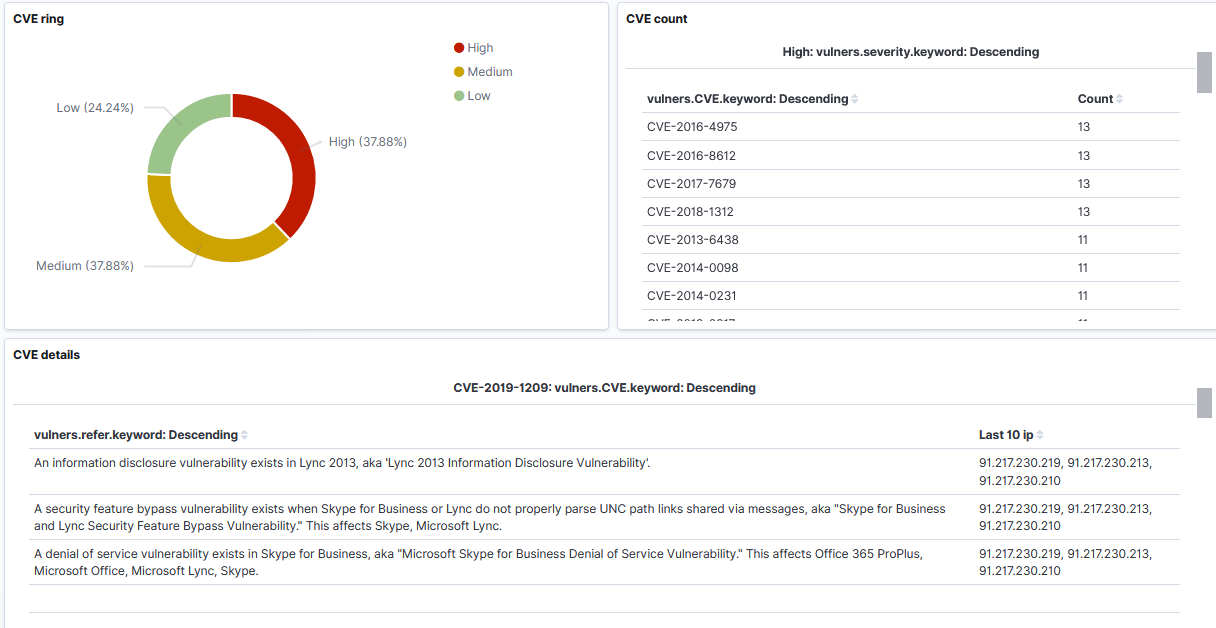 CVE ring
High
Medium
Low
Low (24.24%)
High (37.88%)
Medium (37.88%)
CVE count
High: vulners.severity.keyword: Descending
vulners.CVE.keyword: Descending Count
CVE-2016-4975 13
CVE-2016-8612 13
CVE-2017-7679 13
CVE-2018-1312 13
CVE-2013-6438 11
CVE-2014-0098 11
CVE-2014-0231 11
CVE details
CVE-2019-1209: vulners.CVE.keyword: Descending
vulners.refer.keyword: Descending Last 10 ip
An information disclosure vulnerability exists in Lync 2013, aka 'Lync 2013 Information Disclosure Vulnerability'. 91.217.230.219, 91.217.230.213,
91.217.230.210
A security feature bypass vulnerability exists when Skype for Business or Lync do not properly parse UNC path links shared via messages, aka "Skype for Business 91.217.230.219, 91.217.230.213,
and Lync Security Feature Bypass Vulnerability." This affects Skype, Microsoft Lync. 91.217.230.210
A denial of service vulnerability exists in Skype for Business, aka "Microsoft Skype for Business Denial of Service Vulnerability." This affects Office 365 ProPlus, 91.217.230.219, 91.217.230.213,
Microsoft Office, Microsoft Lync, Skype. 91.217.230.210